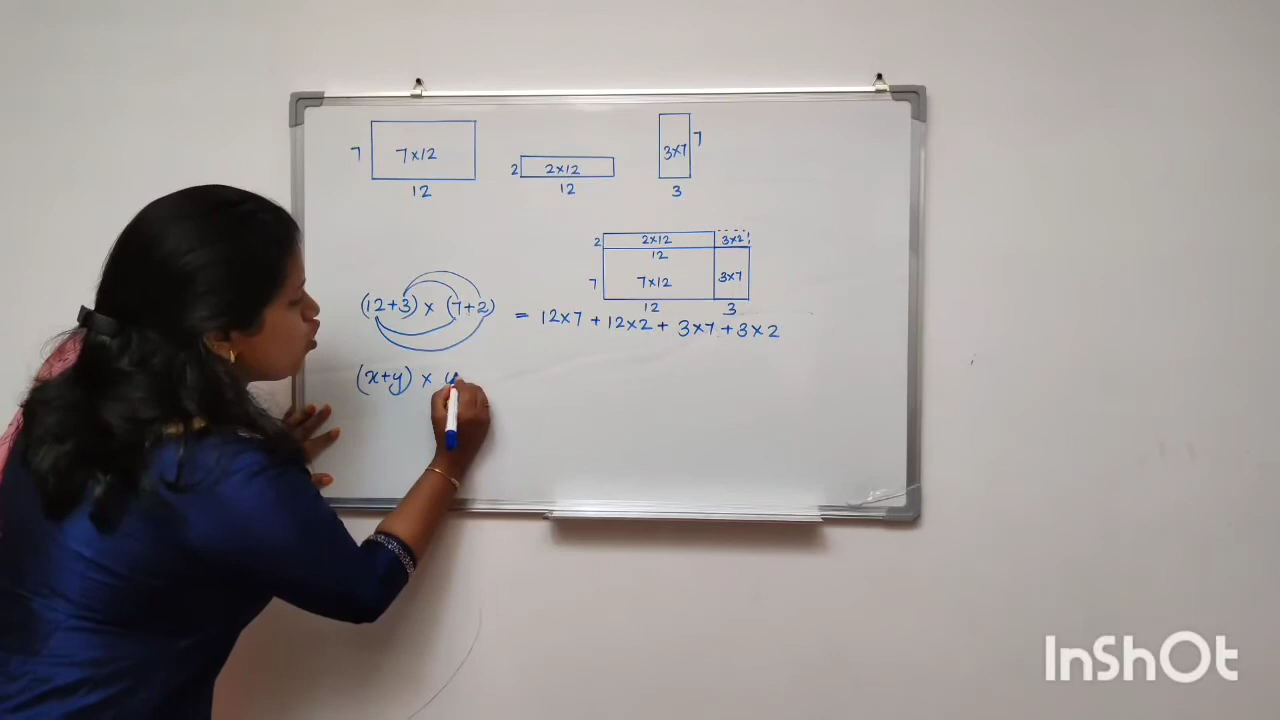 7 7×12 12
2 2×12 12
3×7 7 3
2 2×12 3×2
12
7 7×12 3×7
12 3
(12+3) × (7+2) = 12×7 + 12×2 + 3×7 + 3×2
(x+y) ×
InShOt